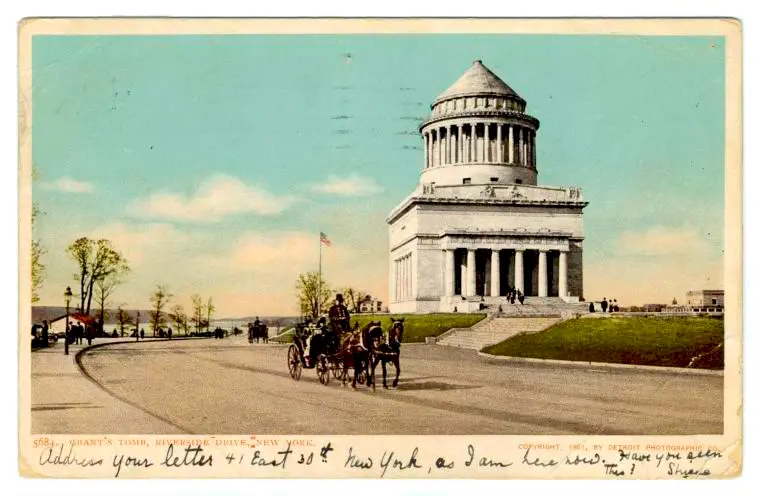 5684. GRANT'S TOMB, RIVERSIDE DRIVE, NEW YORK.
COPYRIGHT, 1901, BY DETROIT PHOTOGRAPHIC CO.
Address your letter 41 East 30th New York, as I am here now. Have you seen
This?